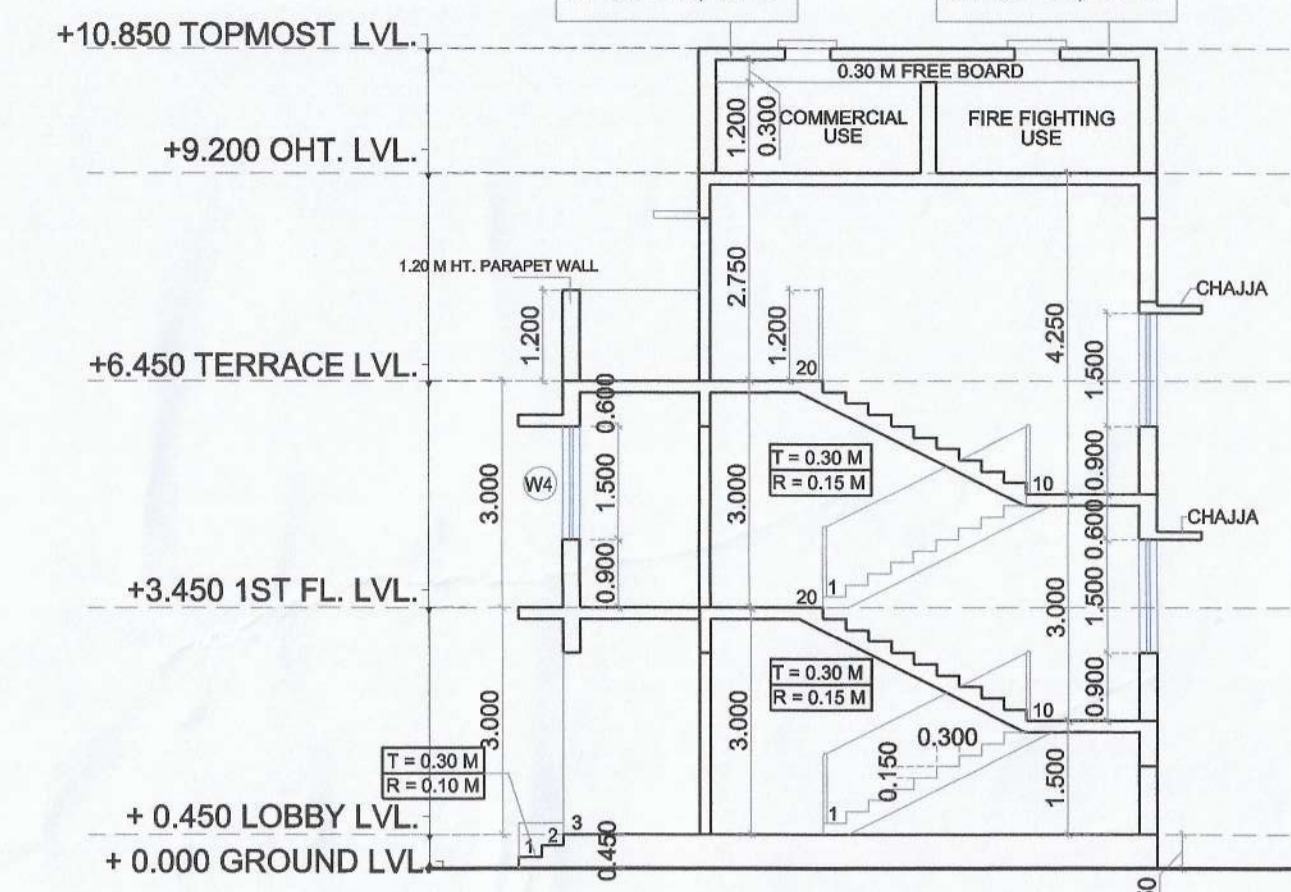 +10.850 TOPMOST LVL.
0.30 M FREE BOARD
1.200
0.300
COMMERCIAL
USE
FIRE FIGHTING
USE
+9.200 OHT. LVL.
1.20 M HT. PARAPET WALL
2.750
CHAJJA
1.200
1.200
4.250
1.500
+6.450 TERRACE LVL.
20
0.600
T = 0.30 M
R = 0.15 M
0.900
W4
3.000
1.500
3.000
10
0.600
CHAJJA
0.900
1
+3.450 1ST FL. LVL.
20
3.000
1.500
T = 0.30 M
R = 0.15 M
0.900
10
3.000
3.000
0.300
0.150
1.500
T = 0.30 M
R = 0.10 M
1
+ 0.450 LOBBY LVL.
3
2
1
0.450
+ 0.000 GROUND LVL.